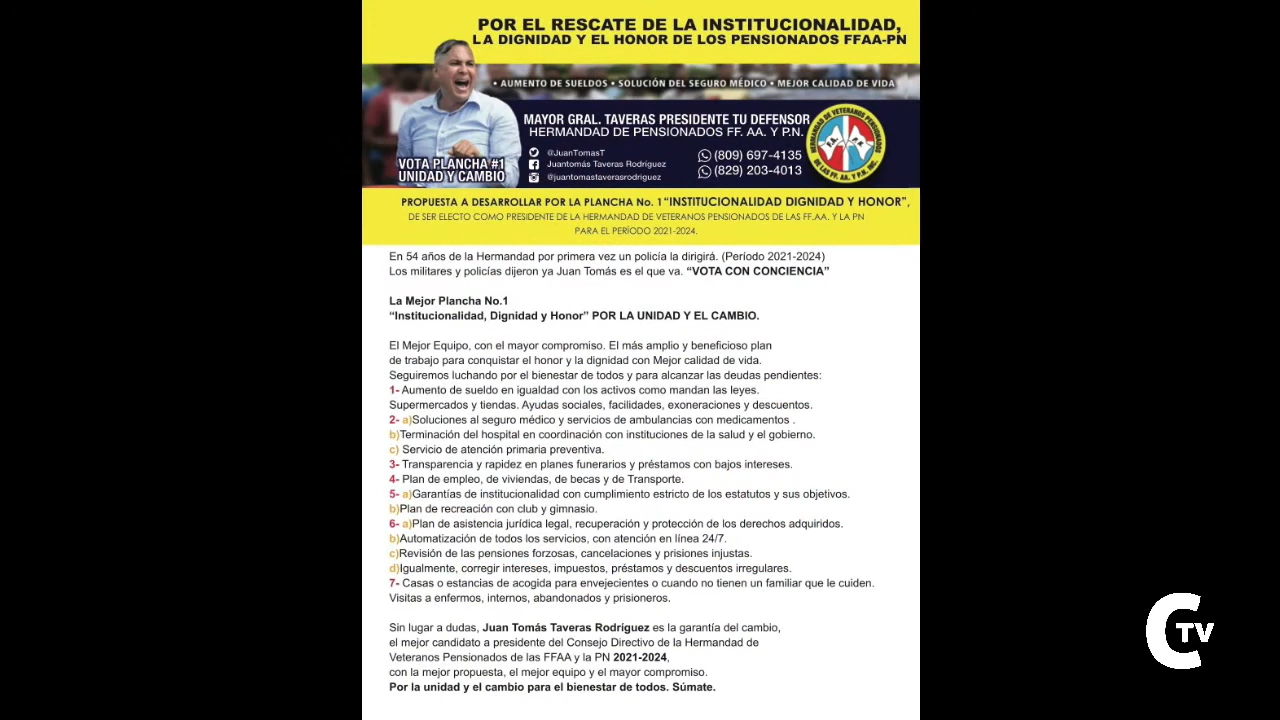 POR EL RESCATE DE LA INSTITUCIONALIDAD,
LA DIGNIDAD Y EL HONOR DE LOS PENSIONADOS FFAA-PN
• AUMENTO DE SUELDOS • SOLUCIÓN DEL SEGURO MÉDICO • MEJOR CALIDAD DE VIDA
MAYOR GRAL. TAVERAS PRESIDENTE TU DEFENSOR
HERMANDAD DE PENSIONADOS FF. AA. Y P.N.
@JuanTomasT
Juantomás Taveras Rodríguez
@juantomastaverasrodriguez
(809) 697-4135
(829) 203-4013
VOTA PLANCHA #1
UNIDAD Y CAMBIO
HERMANDAD DE VETERANOS PENSIONADOS
DE LAS FF. AA. Y P.N. INC.
F.A. P.N.
PROPUESTA A DESARROLLAR POR LA PLANCHA No. 1 “INSTITUCIONALIDAD DIGNIDAD Y HONOR”,
DE SER ELECTO COMO PRESIDENTE DE LA HERMANDAD DE VETERANOS PENSIONADOS DE LAS FF.AA. Y LA PN
PARA EL PERÍODO 2021-2024.
En 54 años de la Hermandad por primera vez un policía la dirigirá. (Período 2021-2024)
Los militares y policías dijeron ya Juan Tomás es el que va. “VOTA CON CONCIENCIA”
La Mejor Plancha No.1
“Institucionalidad, Dignidad y Honor” POR LA UNIDAD Y EL CAMBIO.
El Mejor Equipo, con el mayor compromiso. El más amplio y beneficioso plan
de trabajo para conquistar el honor y la dignidad con Mejor calidad de vida.
Seguiremos luchando por el bienestar de todos y para alcanzar las deudas pendientes:
1- Aumento de sueldo en igualdad con los activos como mandan las leyes.
Supermercados y tiendas. Ayudas sociales, facilidades, exoneraciones y descuentos.
2- a)Soluciones al seguro médico y servicios de ambulancias con medicamentos .
b)Terminación del hospital en coordinación con instituciones de la salud y el gobierno.
c) Servicio de atención primaria preventiva.
3- Transparencia y rapidez en planes funerarios y préstamos con bajos intereses.
4- Plan de empleo, de viviendas, de becas y de Transporte.
5- a)Garantías de institucionalidad con cumplimiento estricto de los estatutos y sus objetivos.
b)Plan de recreación con club y gimnasio.
6- a)Plan de asistencia jurídica legal, recuperación y protección de los derechos adquiridos.
b)Automatización de todos los servicios, con atención en línea 24/7.
c)Revisión de las pensiones forzosas, cancelaciones y prisiones injustas.
d)Igualmente, corregir intereses, impuestos, préstamos y descuentos irregulares.
7- Casas o estancias de acogida para envejecientes o cuando no tienen un familiar que le cuiden.
Visitas a enfermos, internos, abandonados y prisioneros.
Sin lugar a dudas, Juan Tomás Taveras Rodríguez es la garantía del cambio,
el mejor candidato a presidente del Consejo Directivo de la Hermandad de
Veteranos Pensionados de las FFAA y la PN 2021-2024,
con la mejor propuesta, el mejor equipo y el mayor compromiso.
Por la unidad y el cambio para el bienestar de todos. Súmate.
CTV